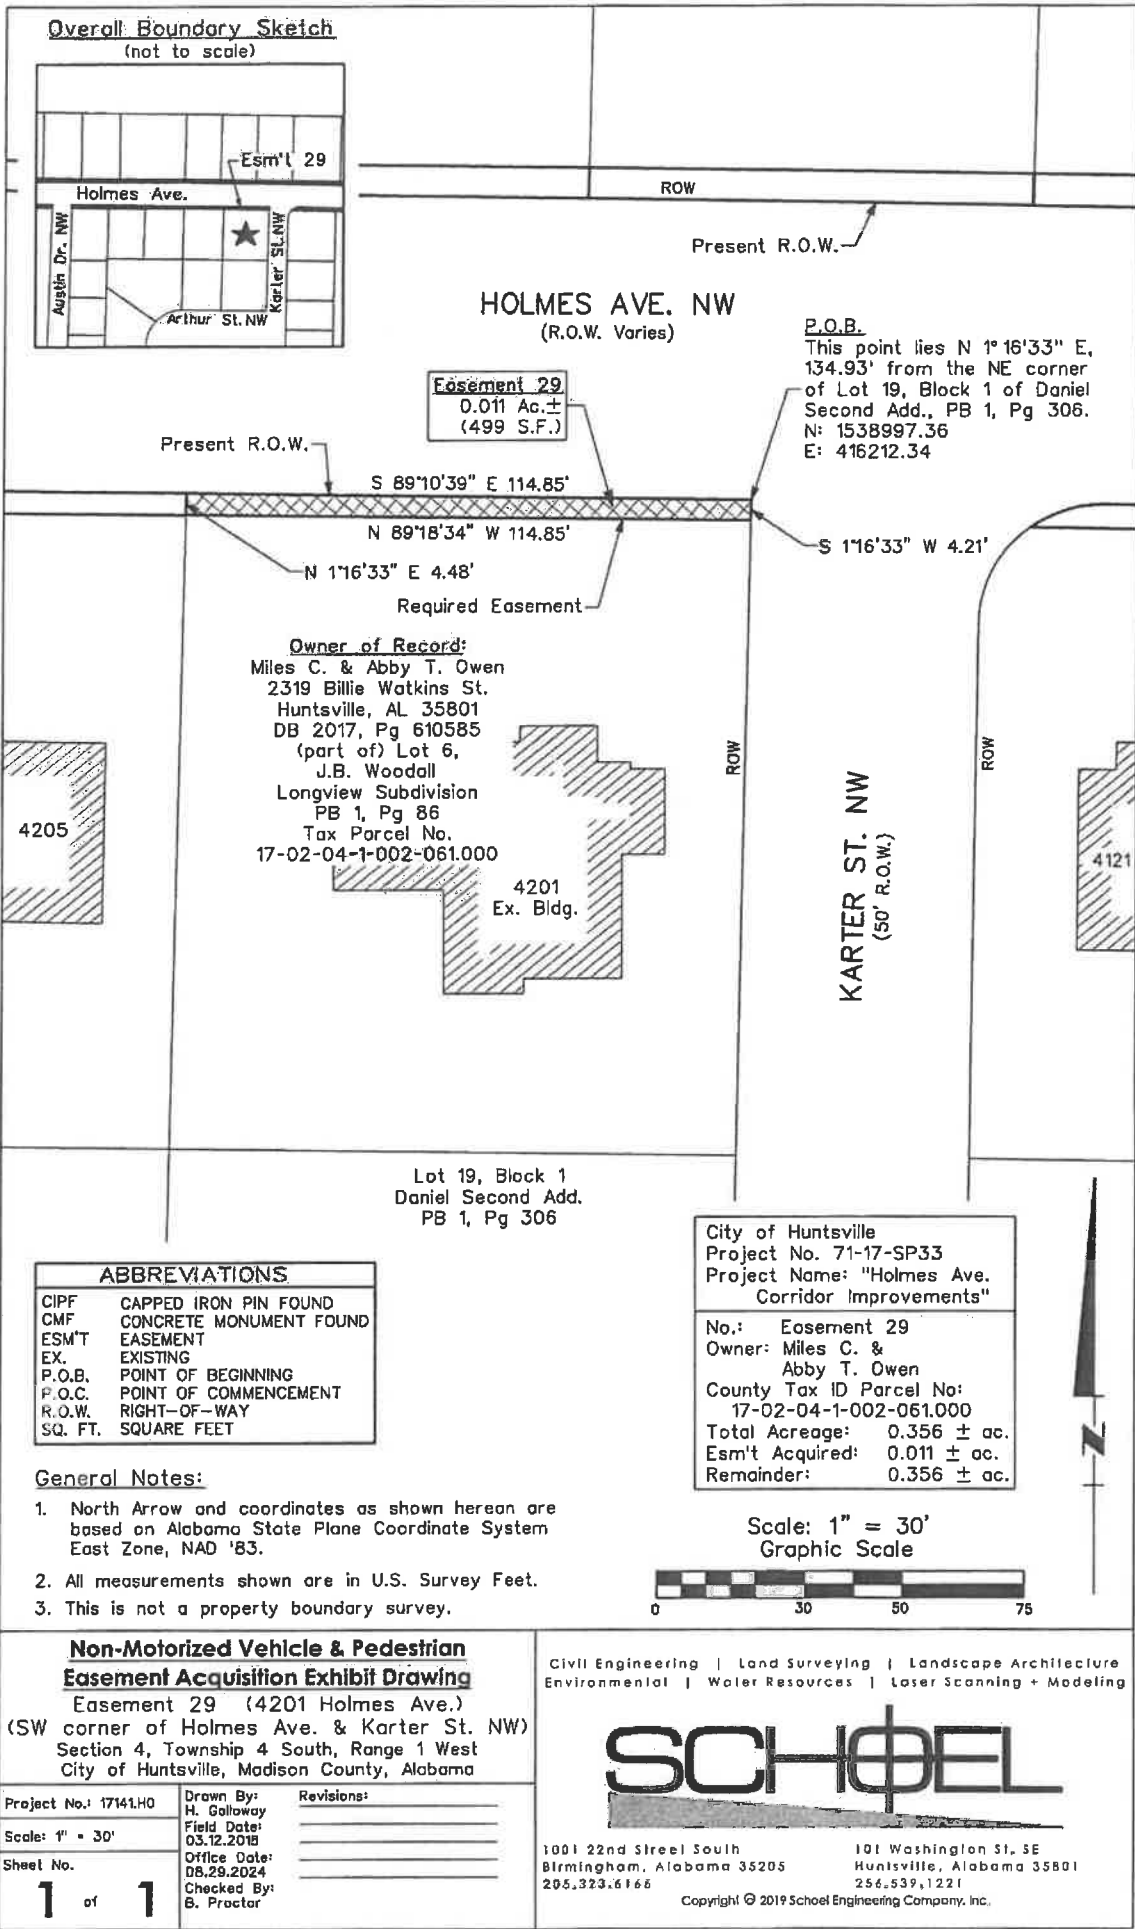 Overall Boundary Sketch
(not to scale)
Esm't 29
Holmes Ave.
Austin Dr. NW
Karter St. NW
Arthur St. NW
ROW
Present R.O.W.
HOLMES AVE. NW
(R.O.W. Varies)
P.O.B.
This point lies N 1°16'33" E,
134.93' from the NE corner
of Lot 19, Block 1 of Daniel
Second Add., PB 1, Pg 306.
N: 1538997.36
E: 416212.34
Easement 29
0.011 Ac.±
(499 S.F.)
Present R.O.W.
S 89°10'39" E 114.85'
N 89°18'34" W 114.85'
S 1°16'33" W 4.21'
N 1°16'33" E 4.48'
Required Easement
Owner of Record:
Miles C. & Abby T. Owen
2319 Billie Watkins St.
Huntsville, AL 35801
DB 2017, Pg 610585
(part of) Lot 6,
J.B. Woodall
Longview Subdivision
PB 1, Pg 86
Tax Parcel No.
17-02-04-1-002-061.000
4205
4201
Ex. Bldg.
ROW
KARTER ST. NW
(50' R.O.W.)
ROW
4121
Lot 19, Block 1
Daniel Second Add.
PB 1, Pg 306
ABBREVIATIONS
CIPF CAPPED IRON PIN FOUND
CMF CONCRETE MONUMENT FOUND
ESM'T EASEMENT
EX. EXISTING
P.O.B. POINT OF BEGINNING
P.O.C. POINT OF COMMENCEMENT
R.O.W. RIGHT-OF-WAY
SQ. FT. SQUARE FEET
City of Huntsville
Project No. 71-17-SP33
Project Name: "Holmes Ave.
Corridor Improvements"
No.: Easement 29
Owner: Miles C. &
Abby T. Owen
County Tax ID Parcel No:
17-02-04-1-002-061.000
Total Acreage: 0.356 ± ac.
Esm't Acquired: 0.011 ± ac.
Remainder: 0.356 ± ac.
N
General Notes:
1. North Arrow and coordinates as shown herean are
based on Alabama State Plane Coordinate System
East Zone, NAD '83.
2. All measurements shown are in U.S. Survey Feet.
3. This is not a property boundary survey.
Scale: 1" = 30'
Graphic Scale
0 30 50 75
Non-Motorized Vehicle & Pedestrian
Easement Acquisition Exhibit Drawing
Easement 29 (4201 Holmes Ave.)
(SW corner of Holmes Ave. & Karter St. NW)
Section 4, Township 4 South, Range 1 West
City of Huntsville, Madison County, Alabama
Project No.: 17141.H0
Scale: 1" = 30'
Sheet No.
1 of 1
Drawn By:
H. Galloway
Field Date:
03.12.2018
Office Date:
08.29.2024
Checked By:
B. Proctor
Revisions:
Civil Engineering | Land Surveying | Landscape Architecture
Environmental | Water Resources | Laser Scanning + Modeling
SCHOEL
1001 22nd Street South
Birmingham, Alabama 35205
205.323.6166
101 Washington St, SE
Huntsville, Alabama 35801
256.539.1221
Copyright © 2019 Schoel Engineering Company. Inc.